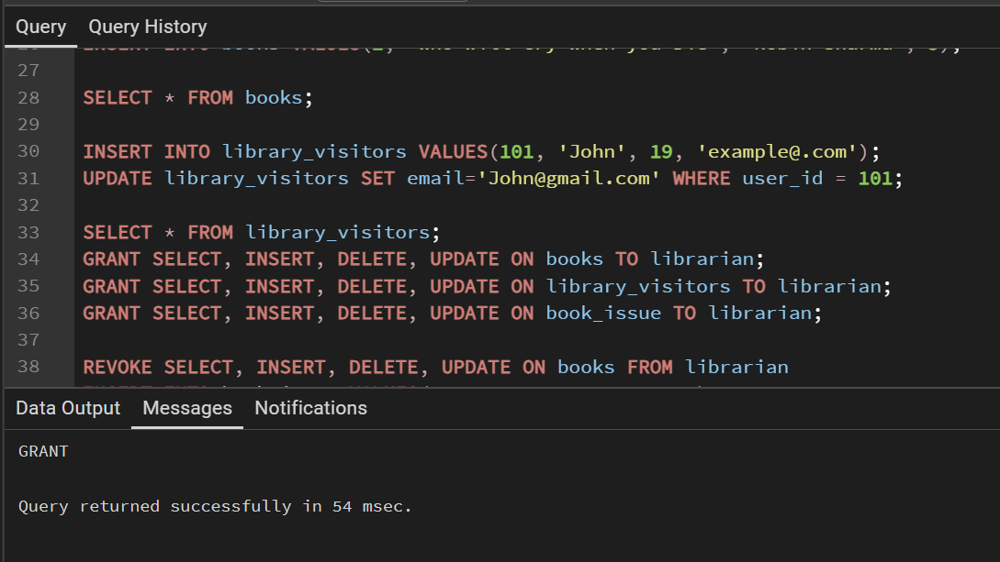 Query Query History
27
28 SELECT * FROM books;
29
30 INSERT INTO library_visitors VALUES(101, 'John', 19, 'example@.com');
31 UPDATE library_visitors SET email='John@gmail.com' WHERE user_id = 101;
32
33 SELECT * FROM library_visitors;
34 GRANT SELECT, INSERT, DELETE, UPDATE ON books TO librarian;
35 GRANT SELECT, INSERT, DELETE, UPDATE ON library_visitors TO librarian;
36 GRANT SELECT, INSERT, DELETE, UPDATE ON book_issue TO librarian;
37
38 REVOKE SELECT, INSERT, DELETE, UPDATE ON books FROM librarian
Data Output Messages Notifications
GRANT
Query returned successfully in 54 msec.